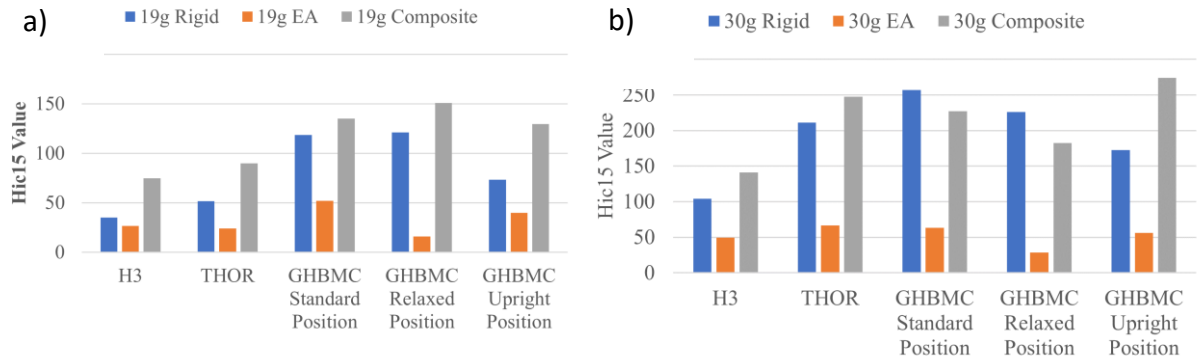 a)
19g Rigid 19g EA 19g Composite
Hic15 Value
150
100
50
0
H3 THOR GHBMC GHBMC GHBMC
Standard Relaxed Upright
Position Position Position
b)
30g Rigid 30g EA 30g Composite
Hic15 Value
250
200
150
100
50
0
H3 THOR GHBMC GHBMC GHBMC
Standard Relaxed Upright
Position Position Position